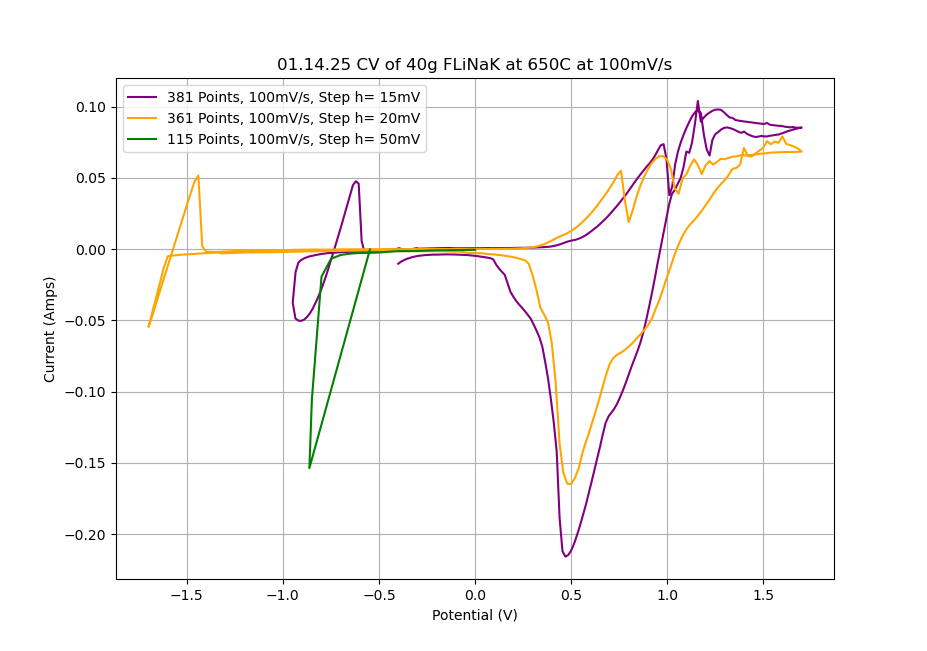 01.14.25 CV of 40g FLiNaK at 650C at 100mV/s
381 Points, 100mV/s, Step h= 15mV
361 Points, 100mV/s, Step h= 20mV
115 Points, 100mV/s, Step h= 50mV
0.10
0.05
0.00
−0.05
−0.10
−0.15
−0.20
Current (Amps)
−1.5 −1.0 −0.5 0.0 0.5 1.0 1.5
Potential (V)